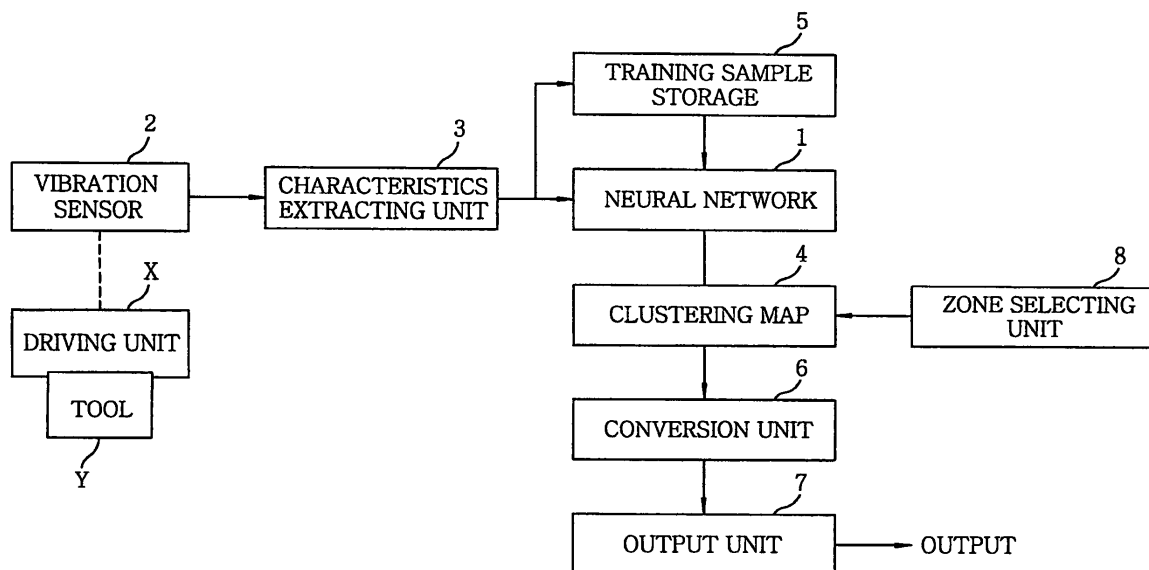 5
TRAINING SAMPLE
STORAGE
2
VIBRATION
SENSOR
3
CHARACTERISTICS
EXTRACTING UNIT
1
NEURAL NETWORK
X
DRIVING UNIT
TOOL
Y
4
CLUSTERING MAP
8
ZONE SELECTING
UNIT
6
CONVERSION UNIT
7
OUTPUT UNIT
OUTPUT